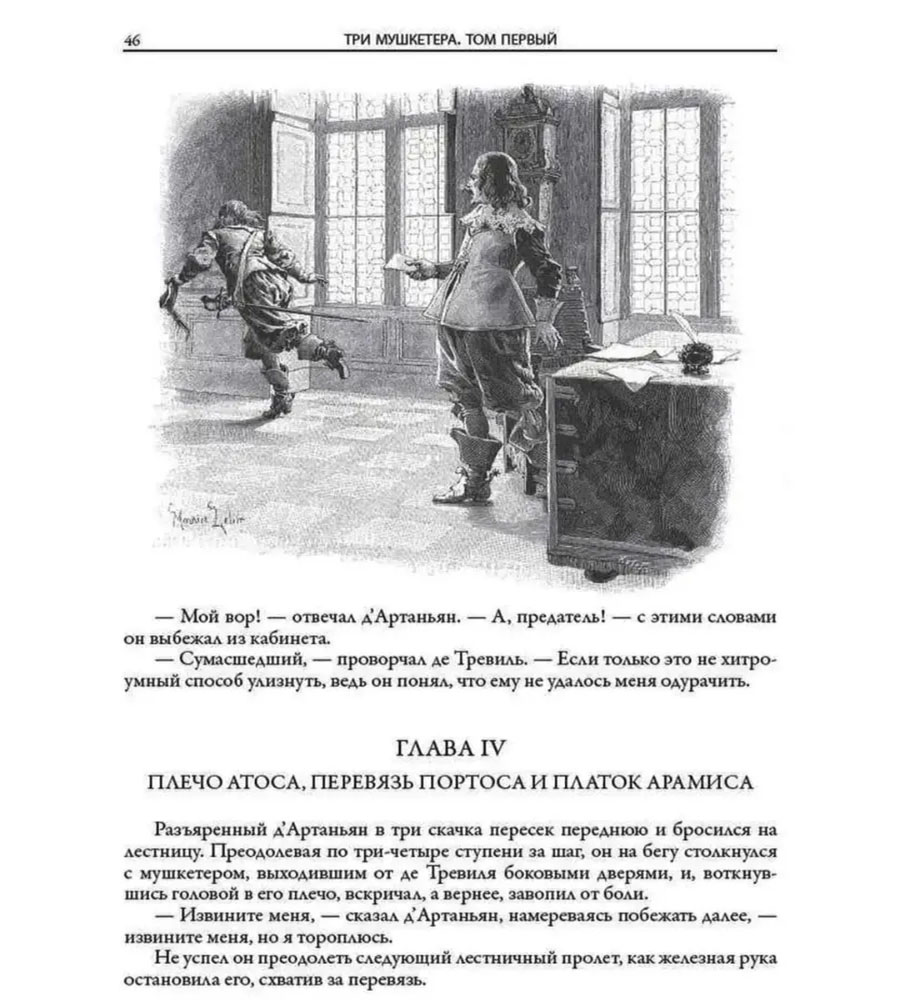 46
ТРИ МУШКЕТЕРА. ТОМ ПЕРВЫЙ
Maurice Leloir
— Мой вор! — отвечал д’Артаньян. — А, предатель! — с этими словами
он выбежал из кабинета.
— Сумасшедший, — проворчал де Тревиль. — Если только это не хитро-
умный способ улизнуть, ведь он понял, что ему не удалось меня одурачить.
ГЛАВА IV
ПЛЕЧО АТОСА, ПЕРЕВЯЗЬ ПОРТОСА И ПЛАТОК АРАМИСА
Разъяренный д’Артаньян в три скачка пересек переднюю и бросился на
лестницу. Преодолевая по три-четыре ступени за шаг, он на бегу столкнулся
с мушкетером, выходившим от де Тревиля боковыми дверями, и, воткнув-
шись головой в его плечо, вскричал, а вернее, завопил от боли.
— Извините меня, — сказал д’Артаньян, намереваясь побежать далее, —
извините меня, но я тороплюсь.
Не успел он преодолеть следующий лестничный пролет, как железная рука
остановила его, схватив за перевязь.